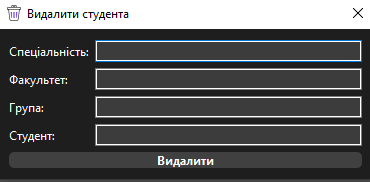 Видалити студента
Спеціальність:
Факультет:
Група:
Студент:
Видалити